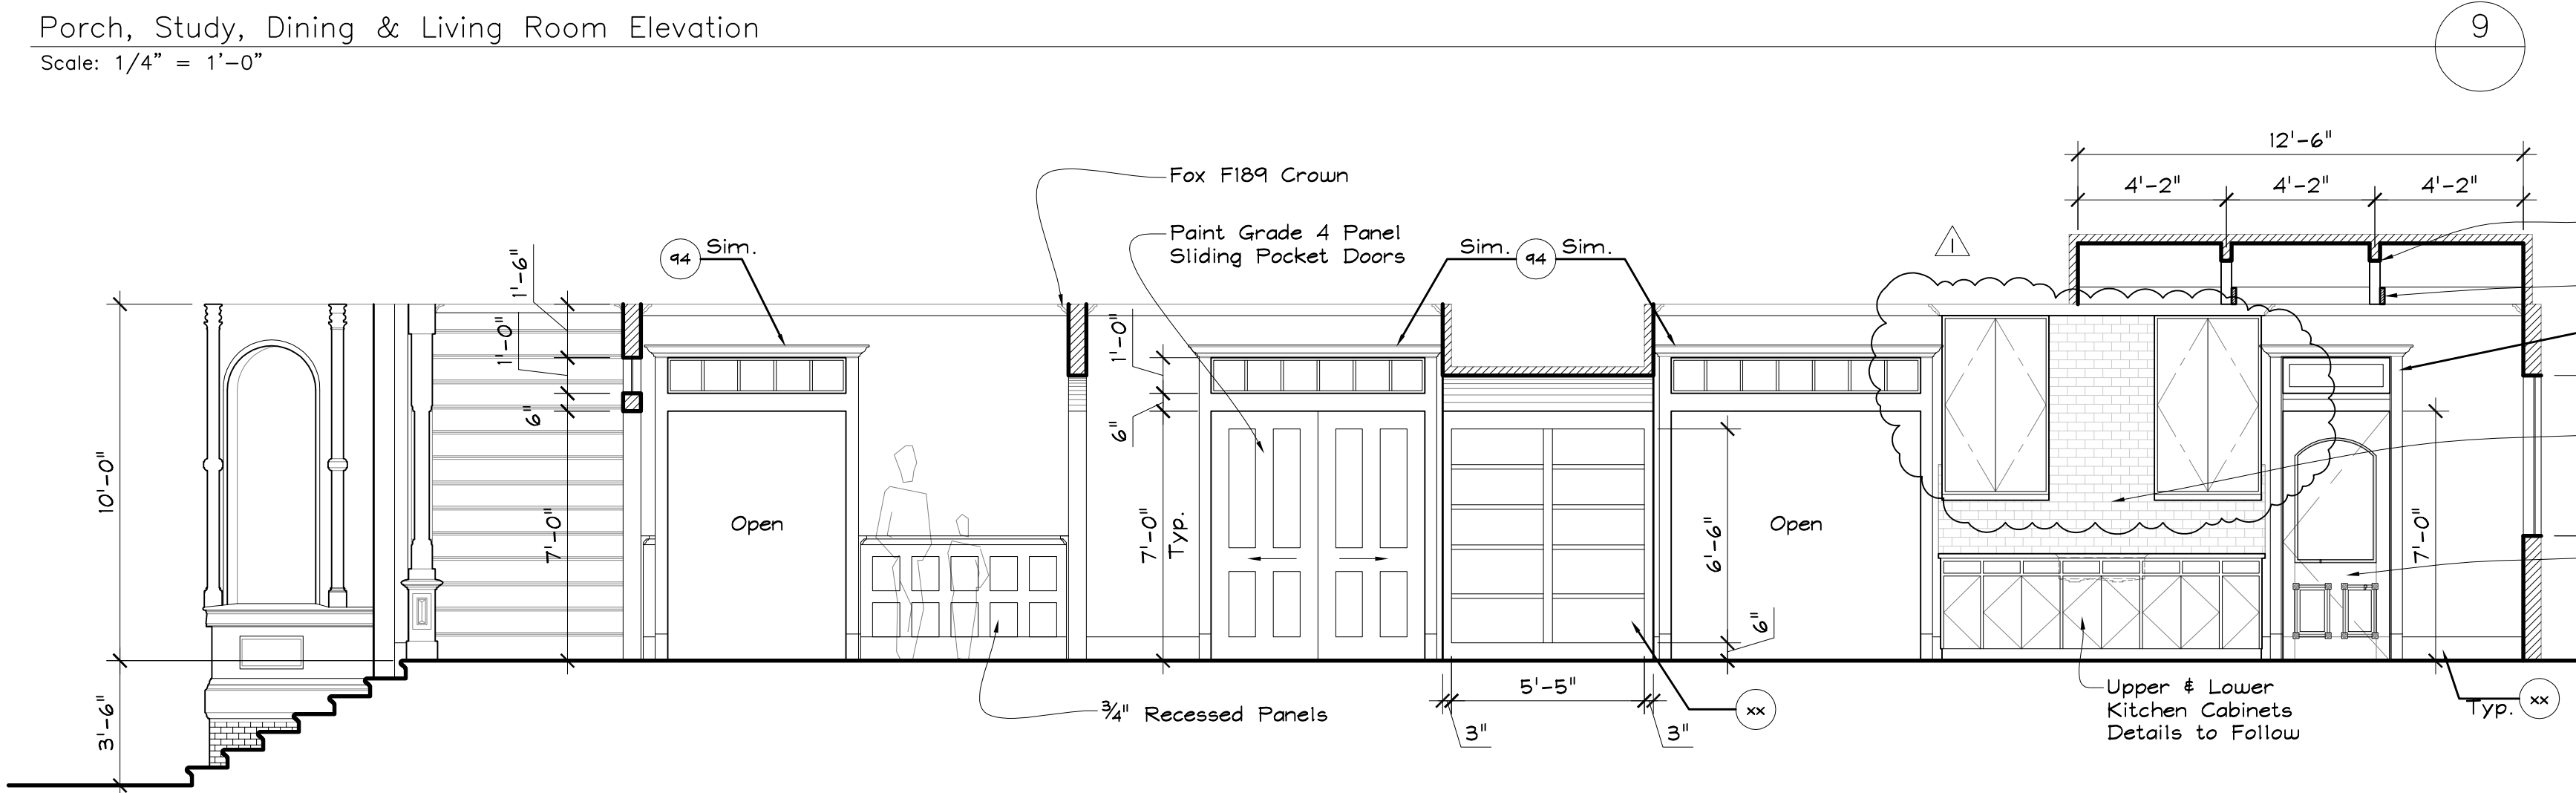 Porch, Study, Dining & Living Room Elevation
9
Scale: 1/4" = 1'-0"
12'-6"
4'-2"
4'-2"
4'-2"
Fox F189 Crown
Paint Grade 4 Panel
Sliding Pocket Doors
94
Sim.
Sim.
94
Sim.
1
1'-6"
1'-0"
6"
7'-0"
10'-0"
3'-6"
Open
1'-0"
6"
7'-0"
Typ.
6'-6"
6"
Open
7'-0"
5'-5"
3"
3"
xx
3/4" Recessed Panels
Upper & Lower
Kitchen Cabinets
Details to Follow
Typ.
xx